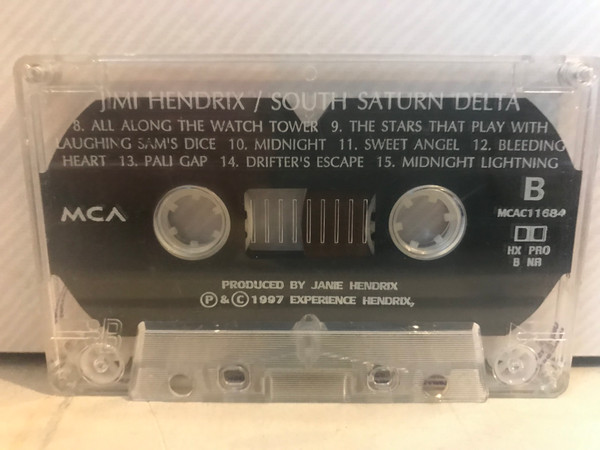 JIMI HENDRIX / SOUTH SATURN DELTA
8. ALL ALONG THE WATCH TOWER 9. THE STARS THAT PLAY WITH
LAUGHING SAM'S DICE 10. MIDNIGHT 11. SWEET ANGEL 12. BLEEDING
HEART 13. PALI GAP 14. DRIFTER'S ESCAPE 15. MIDNIGHT LIGHTNING
MCA
B
MCAC11684
HX PRO
B NR
PRODUCED BY JANIE HENDRIX
Ⓟ & © 1997 EXPERIENCE HENDRIX,
B